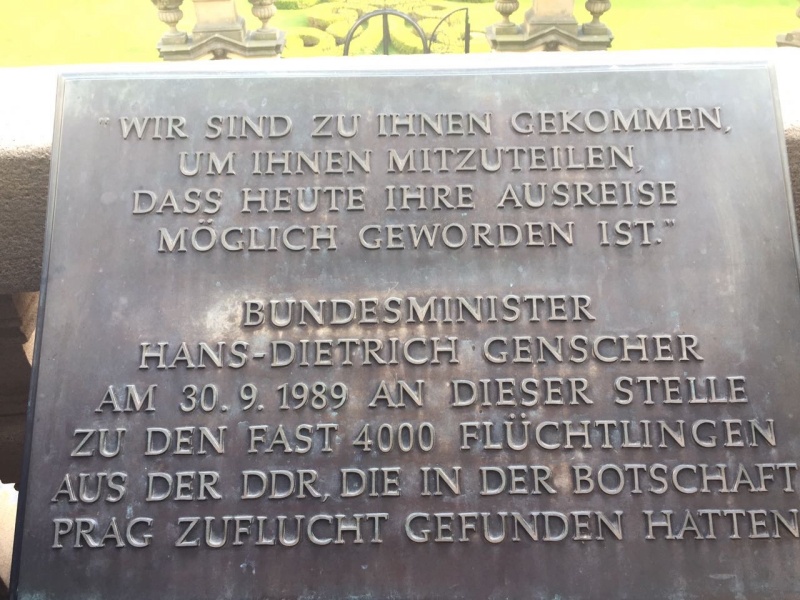 "WIR SIND ZU IHNEN GEKOMMEN,
UM IHNEN MITZUTEILEN,
DASS HEUTE IHRE AUSREISE
MÖGLICH GEWORDEN IST."
BUNDESMINISTER
HANS-DIETRICH GENSCHER
AM 30.9.1989 AN DIESER STELLE
ZU DEN FAST 4000 FLÜCHTLINGEN
AUS DER DDR, DIE IN DER BOTSCHAFT
PRAG ZUFLUCHT GEFUNDEN HATTEN